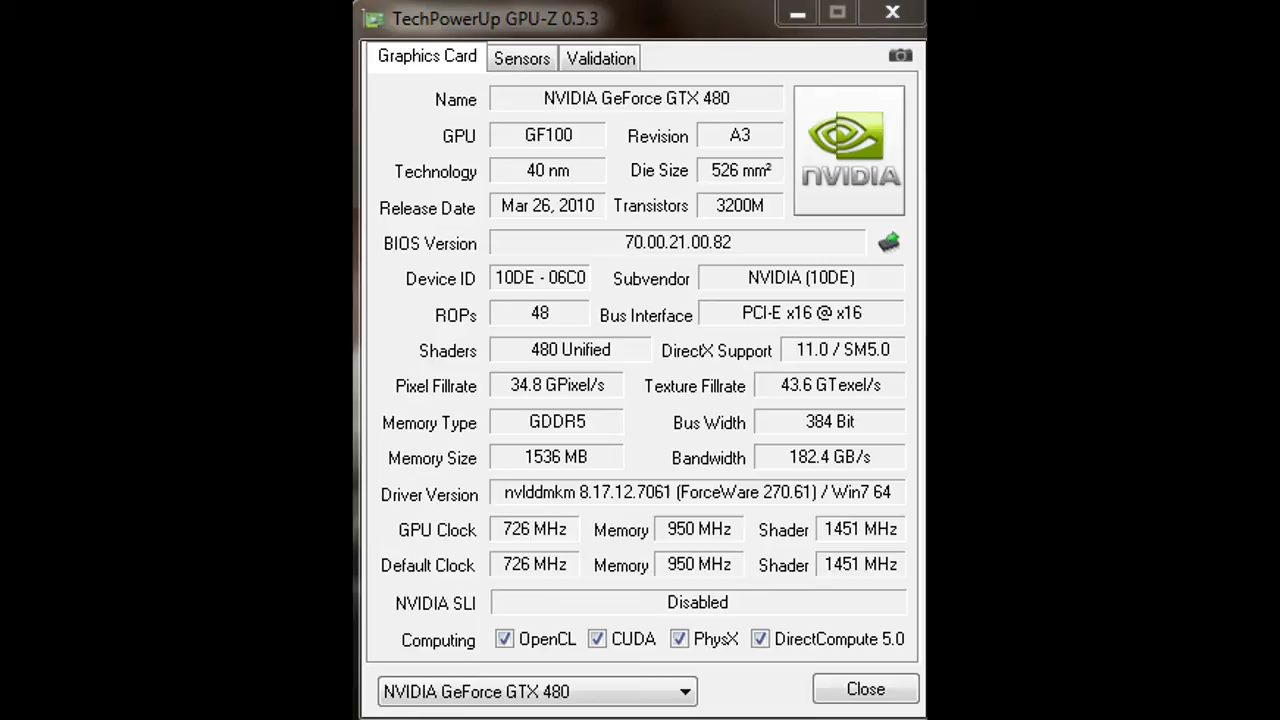 TechPowerUp GPU-Z 0.5.3
Graphics Card Sensors Validation
Name NVIDIA GeForce GTX 480
GPU GF100 Revision A3
Technology 40 nm Die Size 526 mm²
NVIDIA
Release Date Mar 26, 2010 Transistors 3200M
BIOS Version 70.00.21.00.82
Device ID 10DE - 06C0 Subvendor NVIDIA (10DE)
ROPs 48 Bus Interface PCI-E x16 @ x16
Shaders 480 Unified DirectX Support 11.0 / SM5.0
Pixel Fillrate 34.8 GPixel/s Texture Fillrate 43.6 GTexel/s
Memory Type GDDR5 Bus Width 384 Bit
Memory Size 1536 MB Bandwidth 182.4 GB/s
Driver Version nvlddmkm 8.17.12.7061 (ForceWare 270.61) / Win7 64
GPU Clock 726 MHz Memory 950 MHz Shader 1451 MHz
Default Clock 726 MHz Memory 950 MHz Shader 1451 MHz
NVIDIA SLI Disabled
Computing OpenCL CUDA PhysX DirectCompute 5.0
NVIDIA GeForce GTX 480 Close